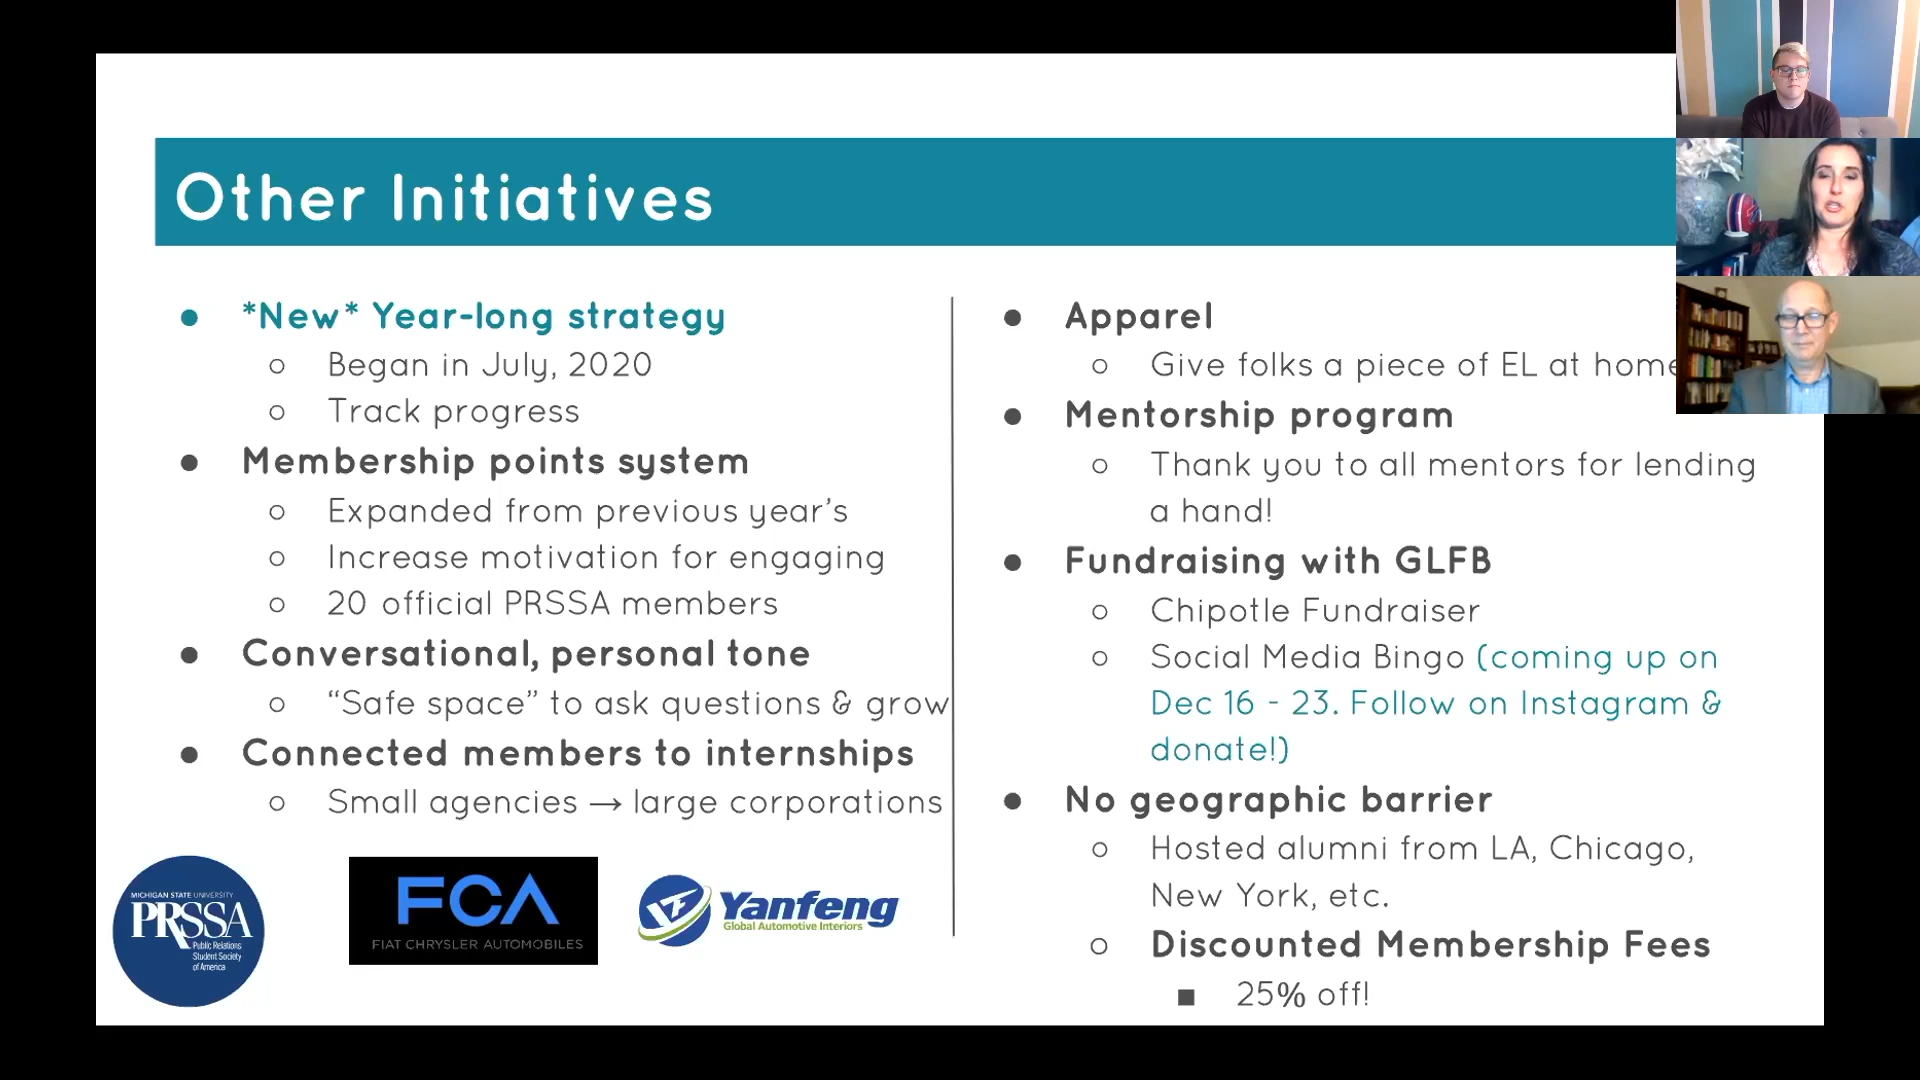 Other Initiatives
*New* Year-long strategy
Began in July, 2020
Track progress
Membership points system
Expanded from previous year’s
Increase motivation for engaging
20 official PRSSA members
Conversational, personal tone
“Safe space” to ask questions & grow
Connected members to internships
Small agencies → large corporations
MICHIGAN STATE UNIVERSITY
PRSSA
Public Relations
Student Society
of America
FCA
FIAT CHRYSLER AUTOMOBILES
YF
Yanfeng
Global Automotive Interiors
Apparel
Give folks a piece of EL at home
Mentorship program
Thank you to all mentors for lending
a hand!
Fundraising with GLFB
Chipotle Fundraiser
Social Media Bingo (coming up on
Dec 16 - 23. Follow on Instagram &
donate!)
No geographic barrier
Hosted alumni from LA, Chicago,
New York, etc.
Discounted Membership Fees
25% off!